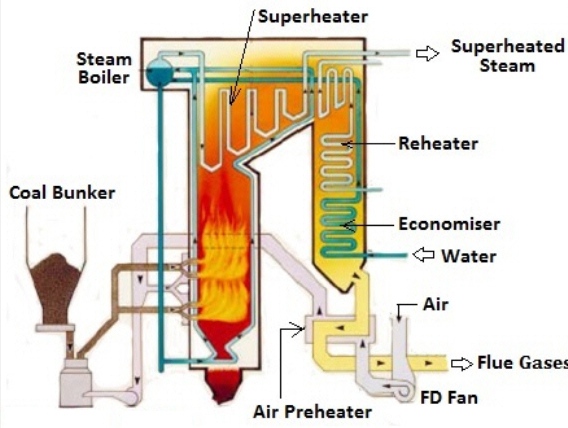 Superheater
Steam
Boiler
Superheated
Steam
Reheater
Coal Bunker
Economiser
Water
Air
Flue Gases
FD Fan
Air Preheater